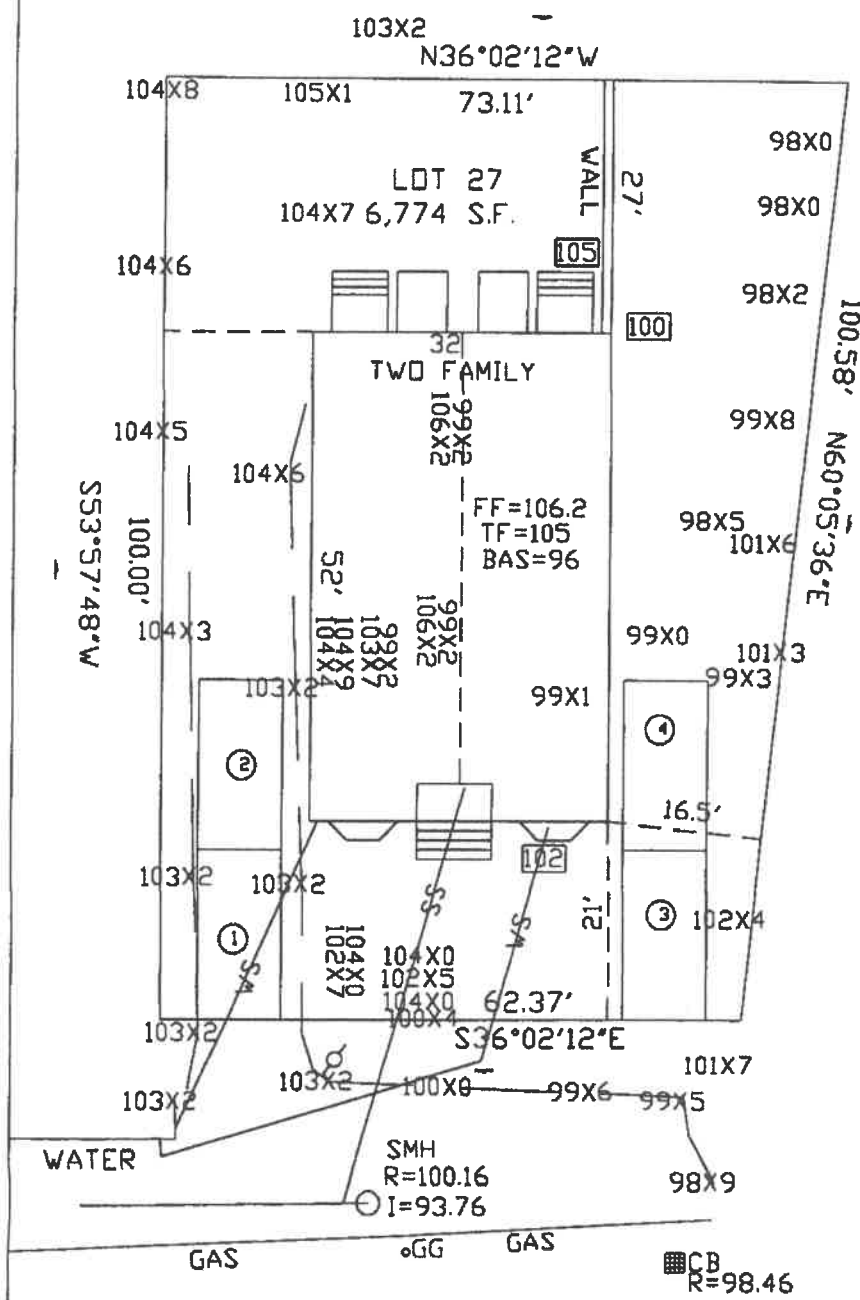 103X2
N36°02'12"W
104X8
105X1
73.11'
98X0
WALL
27'
LOT 27
104X7 6,774 S.F.
98X0
105
104X6
98X2
100
100.58' N60°05'36"E
32
TWO FAMILY
99X2
106X2
99X8
104X5
104X6
S53°57'48"W
100.00'
FF=106.2
TF=105
BAS=96
98X5
101X6
52'
99X2
106X2
99X2
103X7
104X9
104X4
104X3
99X0
101X3
99X3
103X2
99X1
4
2
16.5'
102
103X2
103X2
SS
12'
3
102X4
1
104X0
102X7
104X0
102X5
104X0
100X4
62.37'
103X2
S36°02'12"E
101X7
103X2
100X0
99X6
99X5
103X2
WATER
SMH
R=100.16
I=93.76
98X9
GAS
GG
GAS
CB
R=98.46